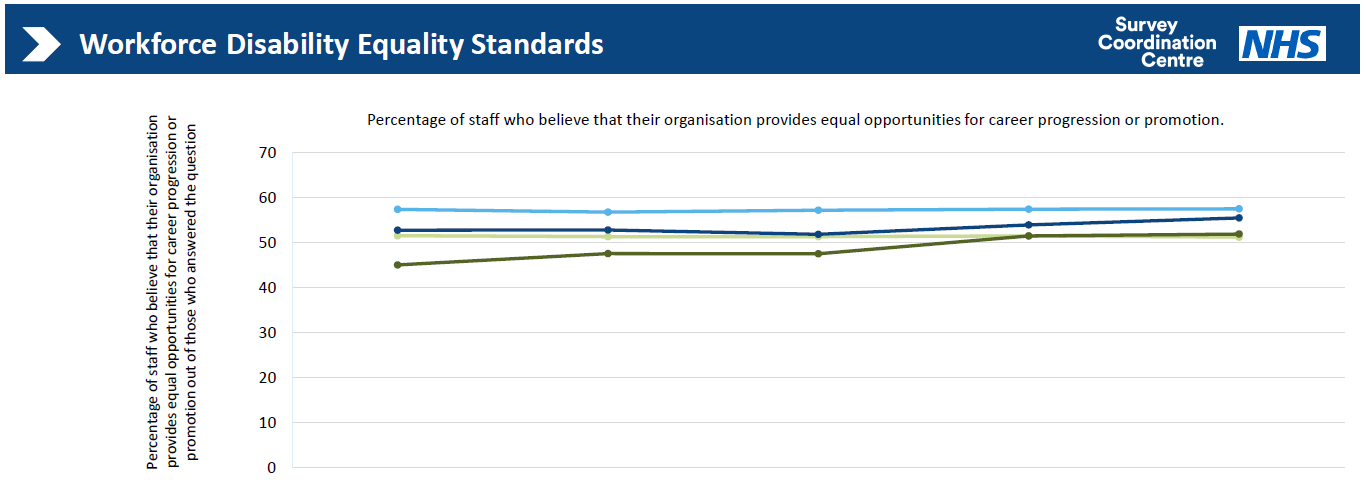 Workforce Disability Equality Standards
Survey
Coordination
Centre
NHS
Percentage of staff who believe that their organisation provides equal opportunities for career progression or promotion.
Percentage of staff who believe that their organisation
provides equal opportunities for career progression or
promotion out of those who answered the question
70
60
50
40
30
20
10
0